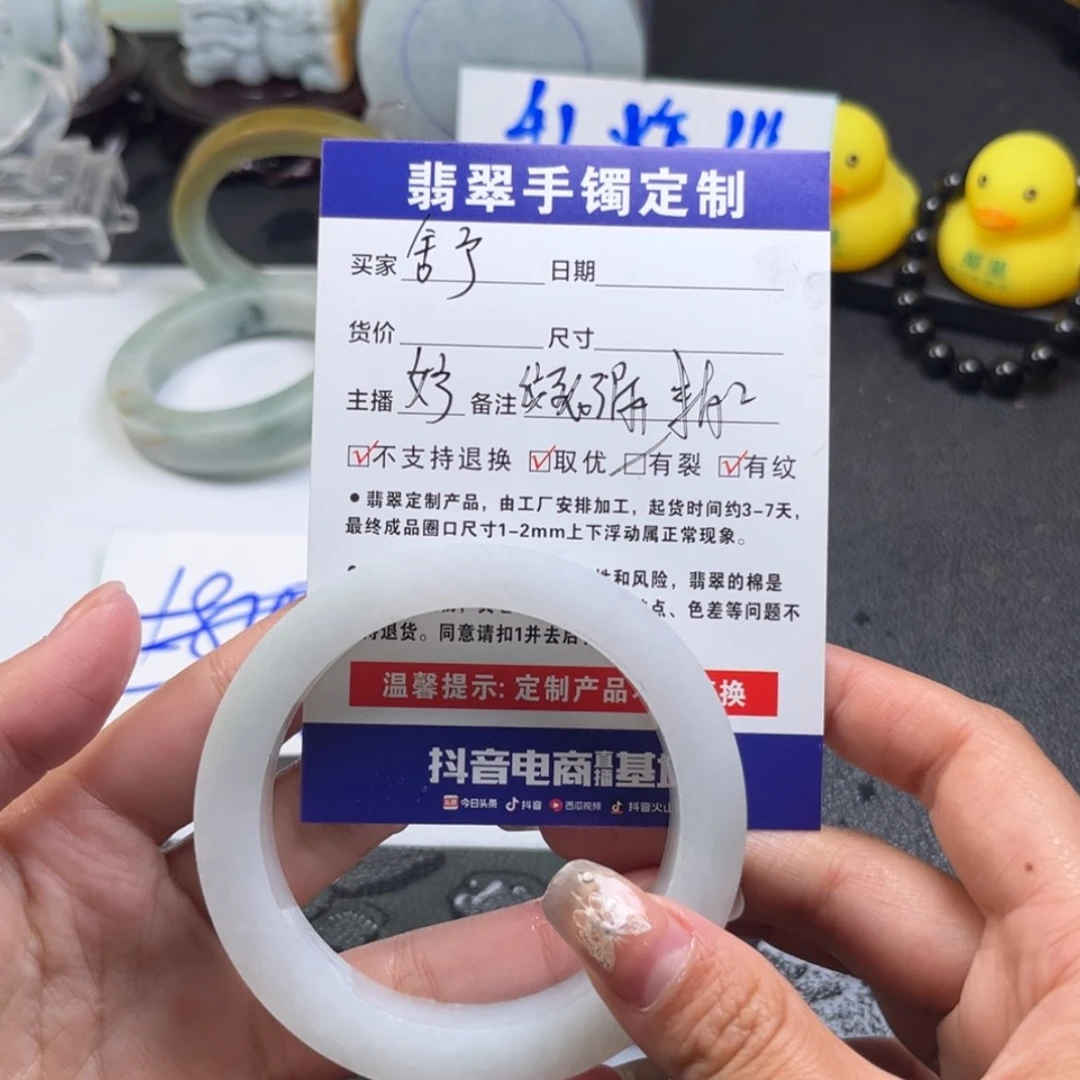 翡翠手镯定制
买家 舒 日期
货价 尺寸
主播 好 备注
不支持退换 取优 有裂 有纹
●翡翠定制产品，由工厂安排加工，起货时间约3-7天，
最终成品圈口尺寸1-2mm上下浮动属正常现象。
性和风险，翡翠的棉是
点、色差等问题不
退货。同意请扣1并去后
温馨提示: 定制产品 换
抖音电商直播基地
今日头条 抖音 西瓜视频 抖音火山